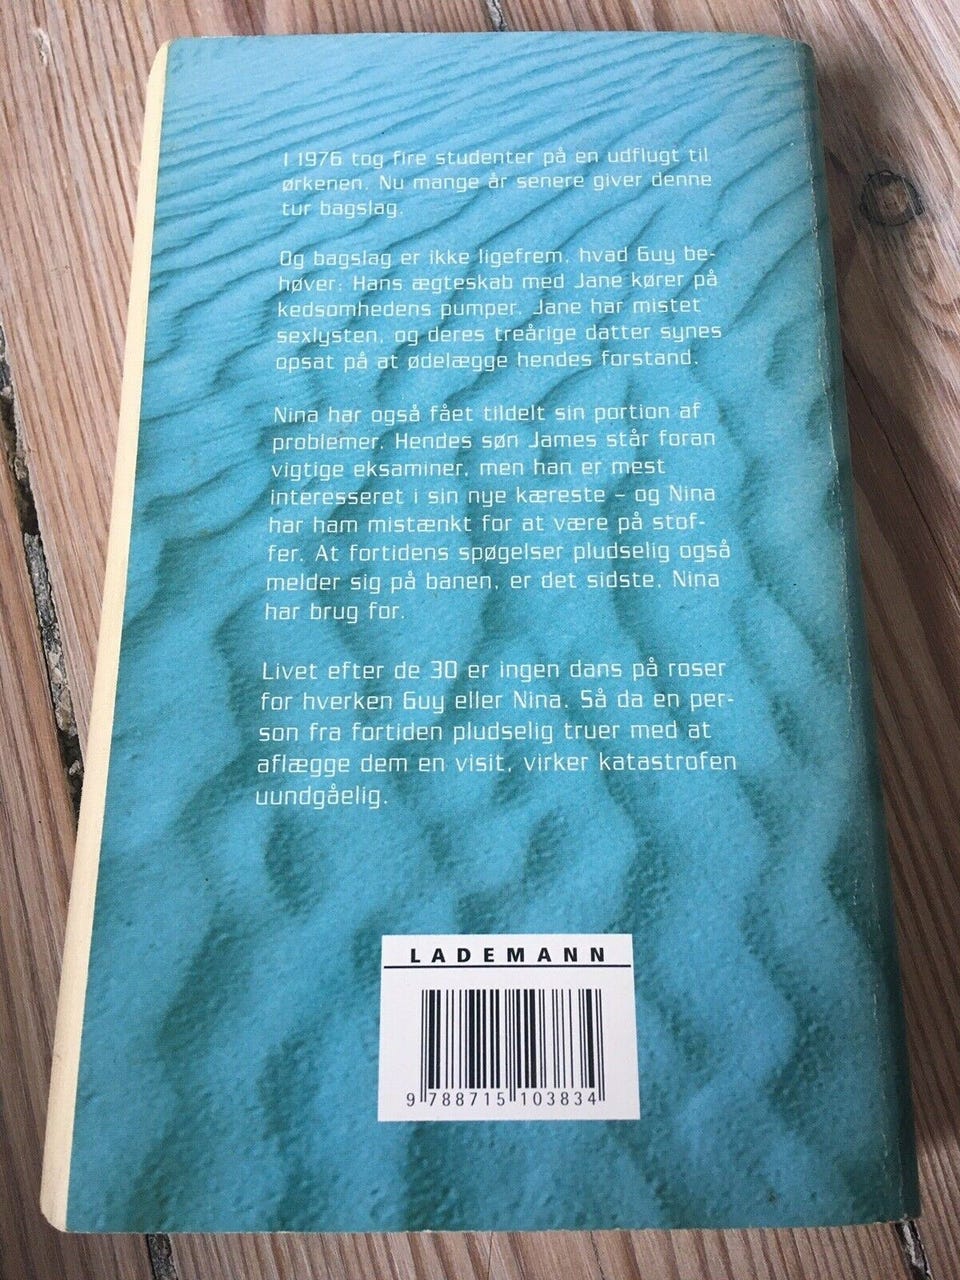 I 1976 tog fire studenter på en udflugt til
ørkenen. Nu mange år senere giver denne
tur bagslag.
Og bagslag er ikke ligefrem, hvad Guy be-
høver: Hans ægteskab med Jane kører på
kedsomhedens pumper. Jane har mistet
sexlysten, og deres treårige datter synes
opsat på at ødelægge hendes forstand.
Nina har også fået tildelt sin portion af
problemer. Hendes søn James står foran
vigtige eksaminer, men han er mest
interesseret i sin nye kæreste – og Nina
har ham mistænkt for at være på stof-
fer. At fortidens spøgelser pludselig også
melder sig på banen, er det sidste, Nina
har brug for.
Livet efter de 30 er ingen dans på roser
for hverken Guy eller Nina. Så da en per-
son fra fortiden pludselig truer med at
aflægge dem en visit, virker katastrofen
uundgåelig.
LADEMANN
9 788715 103834